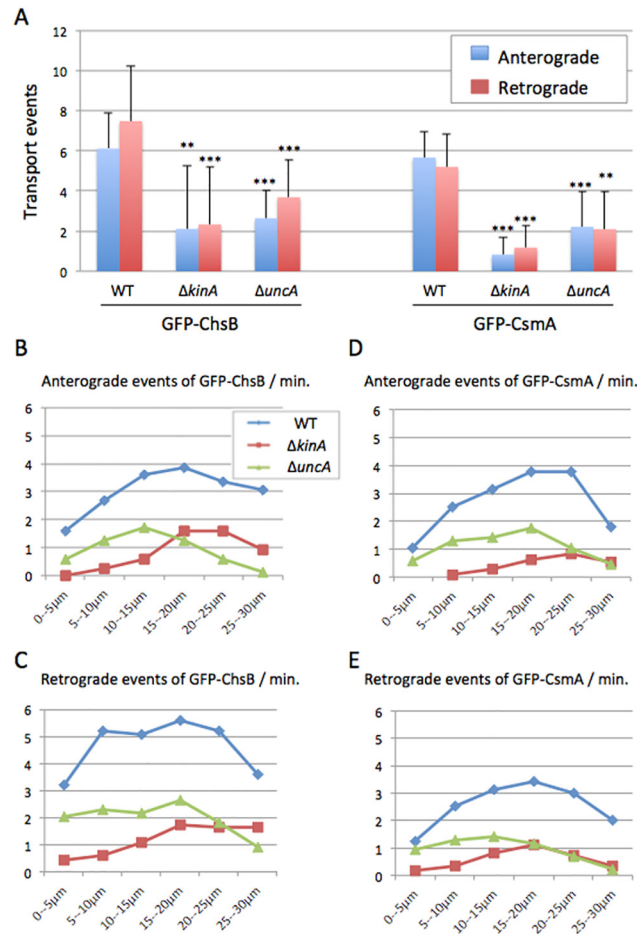 A
12
10
8
6
4
2
0
Transport events
Anterograde
Retrograde
** *** *** ***
*** *** *** **
WT ΔkinA ΔuncA WT ΔkinA ΔuncA
GFP-ChsB GFP-CsmA
B
Anterograde events of GFP-ChsB / min.
6
5
4
3
2
1
0
WT
ΔkinA
ΔuncA
0~5μm 5~10μm 10~15μm 15~20μm 20~25μm 25~30μm
D
Anterograde events of GFP-CsmA / min.
6
5
4
3
2
1
0
0~5μm 5~10μm 10~15μm 15~20μm 20~25μm 25~30μm
C
Retrograde events of GFP-ChsB / min.
6
5
4
3
2
1
0
0~5μm 5~10μm 10~15μm 15~20μm 20~25μm 25~30μm
E
Retrograde events of GFP-CsmA / min.
6
5
4
3
2
1
0
0~5μm 5~10μm 10~15μm 15~20μm 20~25μm 25~30μm